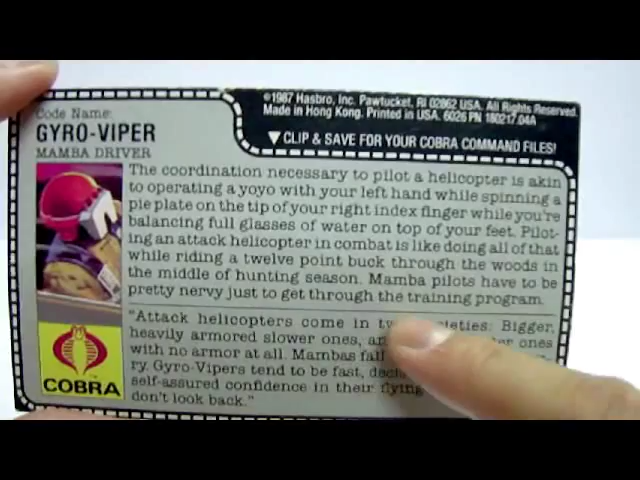 ©1987 Hasbro, Inc. Pawtucket, RI 02862 USA. All Rights Reserved.
Made in Hong Kong. Printed in USA. 6026 PN 180217.04A
▼CLIP & SAVE FOR YOUR COBRA COMMAND FILES!
Code Name:
GYRO-VIPER
MAMBA DRIVER
The coordination necessary to pilot a helicopter is akin
to operating a yoyo with your left hand while spinning a
pie plate on the tip of your right index finger while you're
balancing full glasses of water on top of your feet. Pilot-
ing an attack helicopter in combat is like doing all of that
while riding a twelve point buck through the woods in
the middle of hunting season. Mamba pilots have to be
pretty nervy just to get through the training program.
"Attack helicopters come in Bigger,
heavily armored slower ones, ones
with no armor at all. Mambas fall
ry. Gyro-Vipers tend to be fast,
self-assured confidence in their flying
don't look back."
COBRA